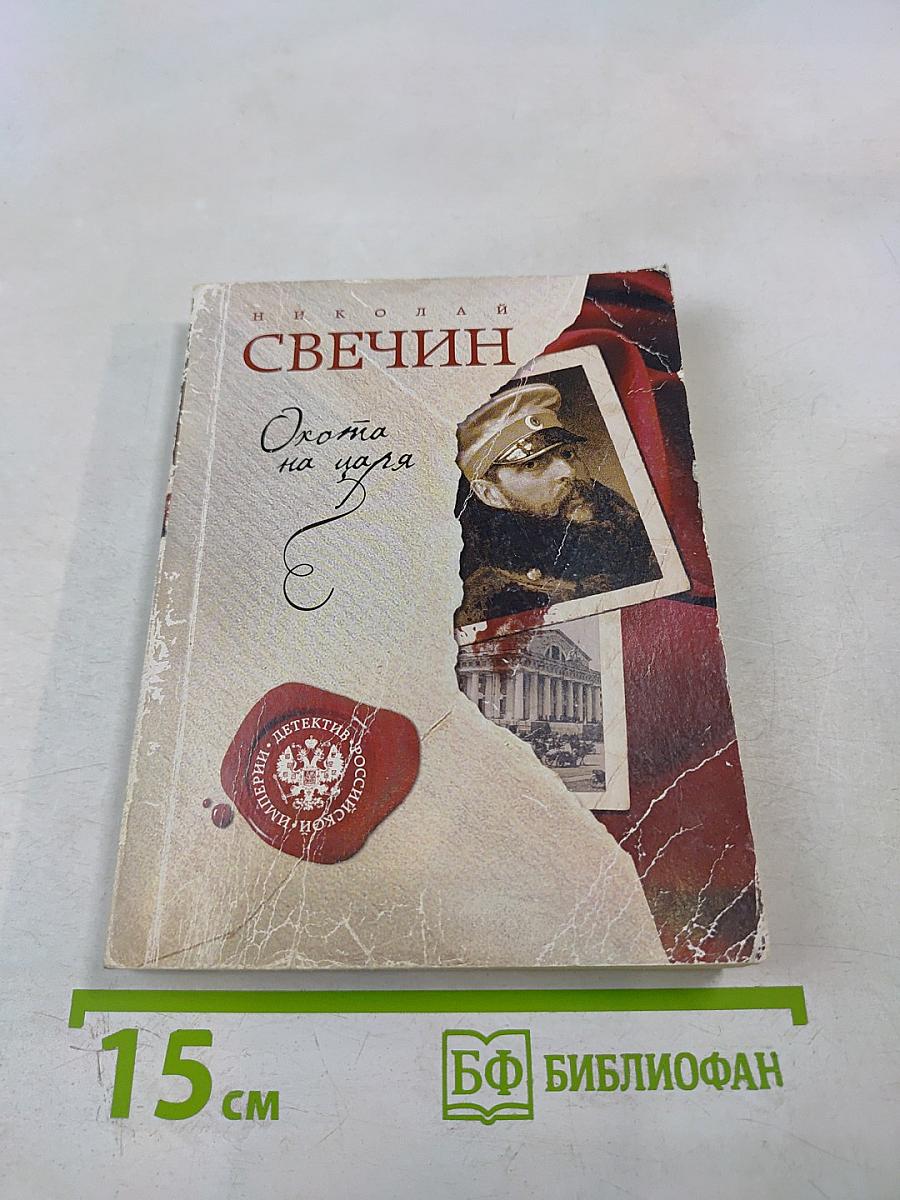 НИКОЛАЙ
СВЕЧИН
Охота
на царя
ДЕТЕКТИВ • РОССИЙСКОЙ • ИМПЕРИИ •
15 см
БФ БИБЛИОФАН